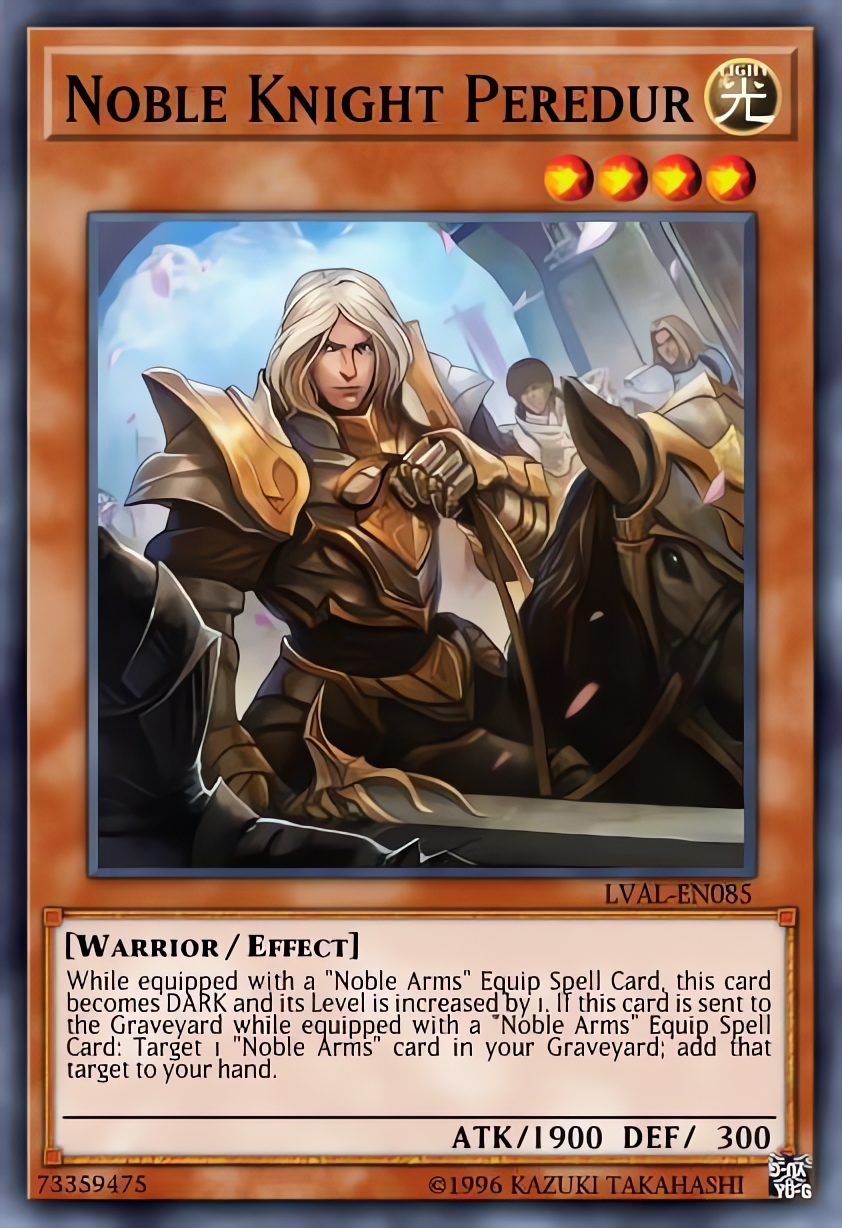 Noble Knight Peredur
光
LVAL-EN085
[Warrior / Effect]
While equipped with a "Noble Arms" Equip Spell Card, this card
becomes DARK and its Level is increased by 1. If this card is sent to
the Graveyard while equipped with a "Noble Arms" Equip Spell
Card: Target 1 "Noble Arms" card in your Graveyard; add that
target to your hand.
ATK/1900 DEF/ 300
73359475
©1996 KAZUKI TAKAHASHI